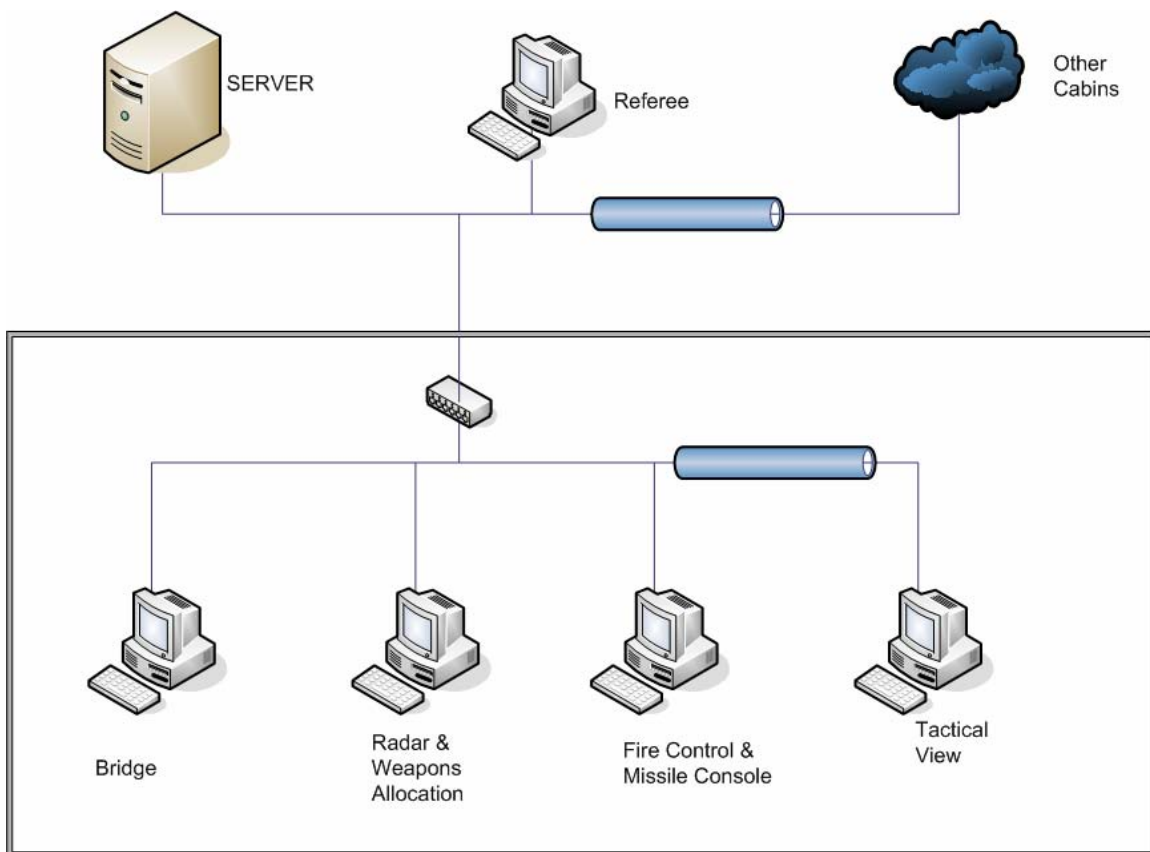 SERVER
Referee
Other
Cabins
Bridge
Radar &
Weapons
Allocation
Fire Control &
Missile Console
Tactical
View